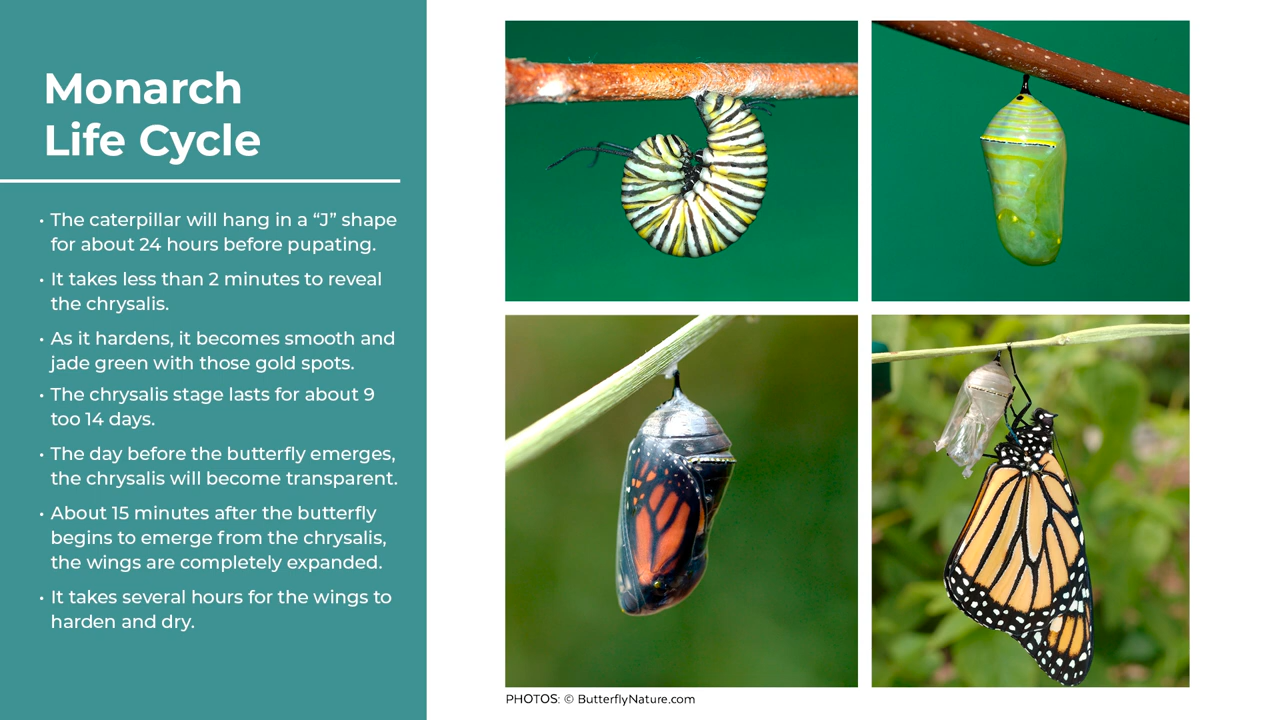 Monarch
Life Cycle
• The caterpillar will hang in a “J” shape
for about 24 hours before pupating.
• It takes less than 2 minutes to reveal
the chrysalis.
• As it hardens, it becomes smooth and
jade green with those gold spots.
• The chrysalis stage lasts for about 9
too 14 days.
• The day before the butterfly emerges,
the chrysalis will become transparent.
• About 15 minutes after the butterfly
begins to emerge from the chrysalis,
the wings are completely expanded.
• It takes several hours for the wings to
harden and dry.
PHOTOS: © ButterflyNature.com